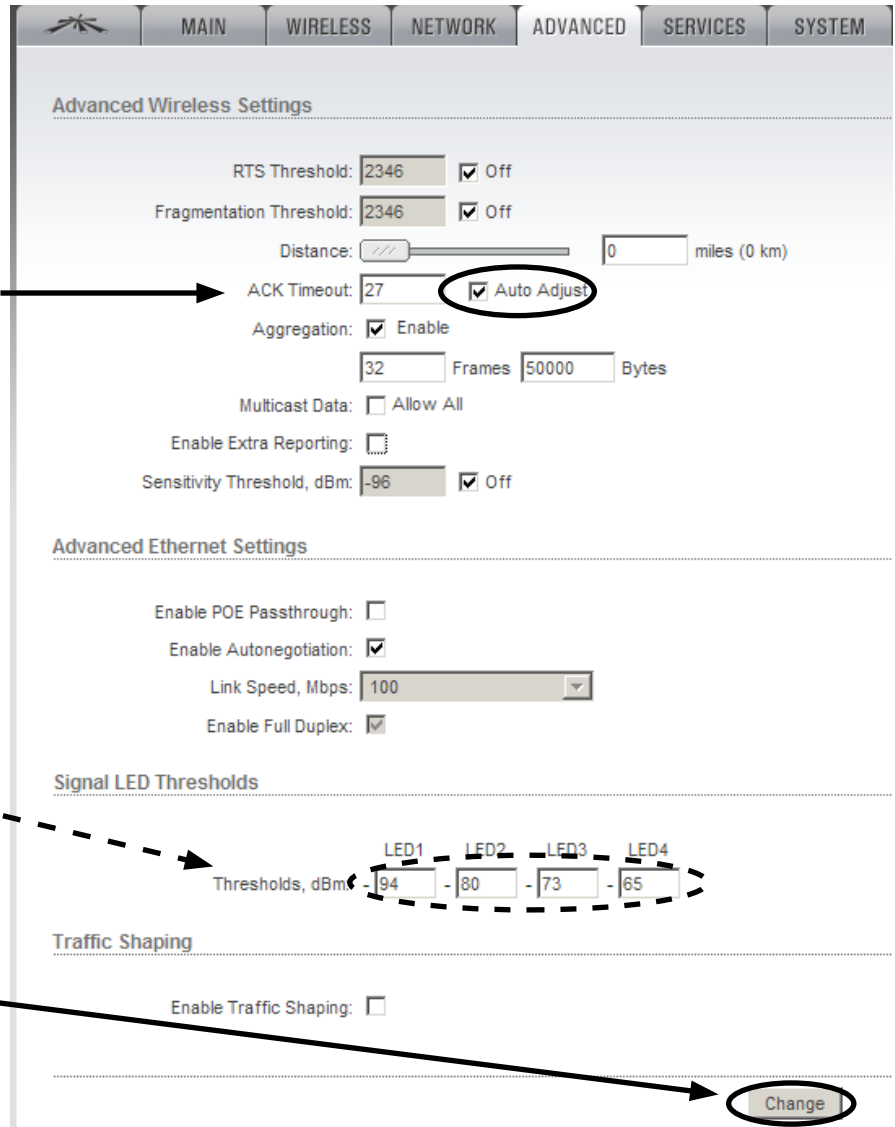 MAIN WIRELESS NETWORK ADVANCED SERVICES SYSTEM
Advanced Wireless Settings
RTS Threshold: 2346 Off
Fragmentation Threshold: 2346 Off
Distance: 0 miles (0 km)
ACK Timeout: 27 Auto Adjust
Aggregation: Enable
32 Frames 50000 Bytes
Multicast Data: Allow All
Enable Extra Reporting:
Sensitivity Threshold, dBm: -96 Off
Advanced Ethernet Settings
Enable POE Passthrough:
Enable Autonegotiation:
Link Speed, Mbps: 100
Enable Full Duplex:
Signal LED Thresholds
LED1 LED2 LED3 LED4
Thresholds, dBm: - 94 - 80 - 73 - 65
Traffic Shaping
Enable Traffic Shaping:
Change